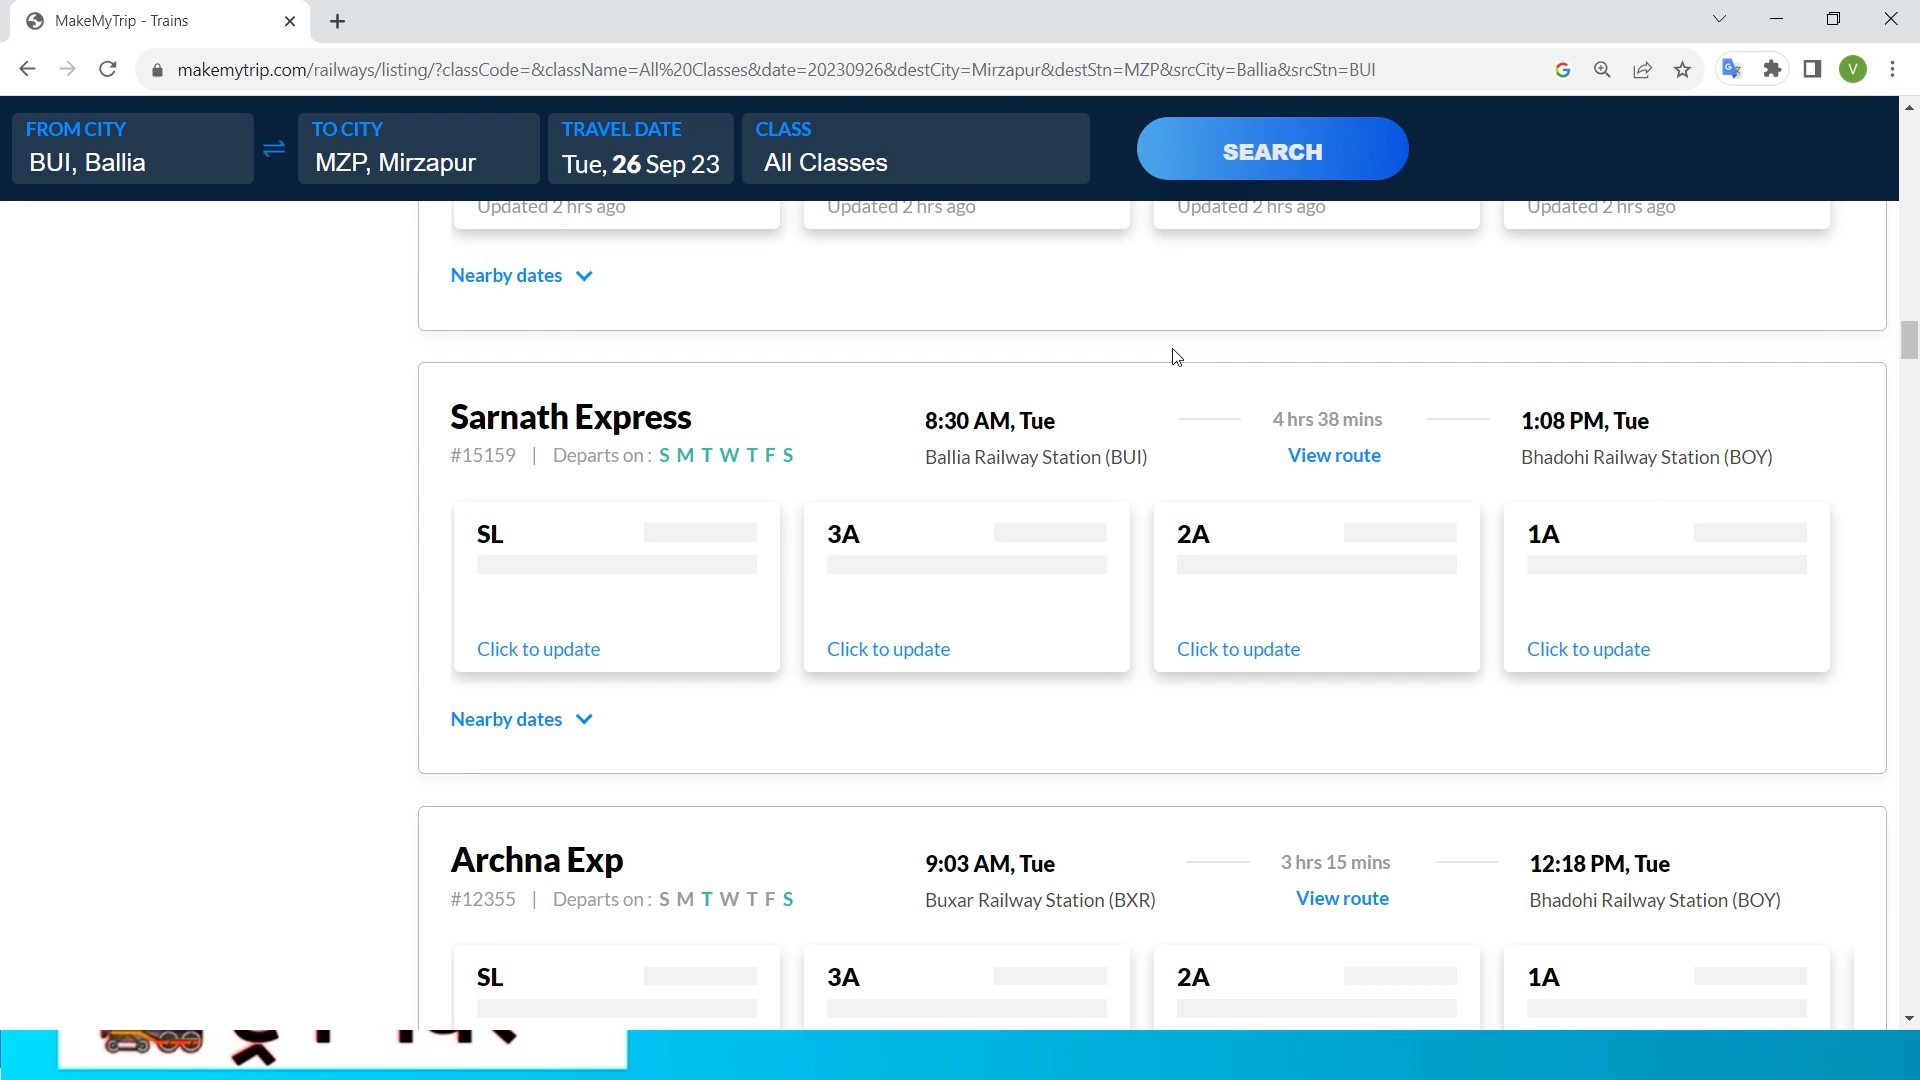 MakeMyTrip - Trains
makemytrip.com/railways/listing/?classCode=&className=All%20Classes&date=20230926&destCity=Mirzapur&destStn=MZP&srcCity=Ballia&srcStn=BUI
V
FROM CITY
BUI, Ballia
TO CITY
MZP, Mirzapur
TRAVEL DATE
Tue, 26 Sep 23
CLASS
All Classes
SEARCH
Updated 2 hrs ago
Updated 2 hrs ago
Updated 2 hrs ago
Updated 2 hrs ago
Nearby dates
Sarnath Express
8:30 AM, Tue
4 hrs 38 mins
1:08 PM, Tue
#15159 | Departs on : S M T W T F S
Ballia Railway Station (BUI)
View route
Bhadohi Railway Station (BOY)
SL
3A
2A
1A
Click to update
Click to update
Click to update
Click to update
Nearby dates
Archna Exp
9:03 AM, Tue
3 hrs 15 mins
12:18 PM, Tue
#12355 | Departs on : S M T W T F S
Buxar Railway Station (BXR)
View route
Bhadohi Railway Station (BOY)
SL
3A
2A
1A